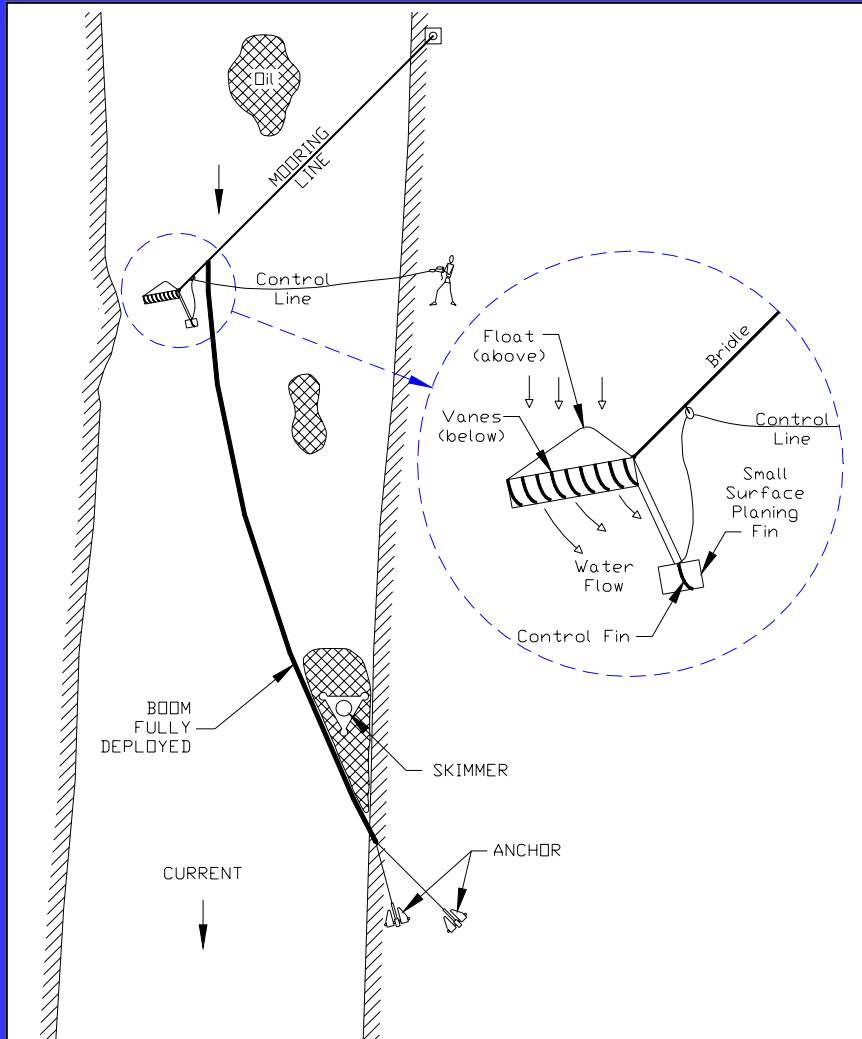 Oil
MOORING
LINE
Control
Line
Float
(above)
Bridle
Vanes
(below)
Control
Line
Small
Surface
Planing
Fin
Water
Flow
Control Fin
BOOM
FULLY
DEPLOYED
SKIMMER
ANCHOR
CURRENT